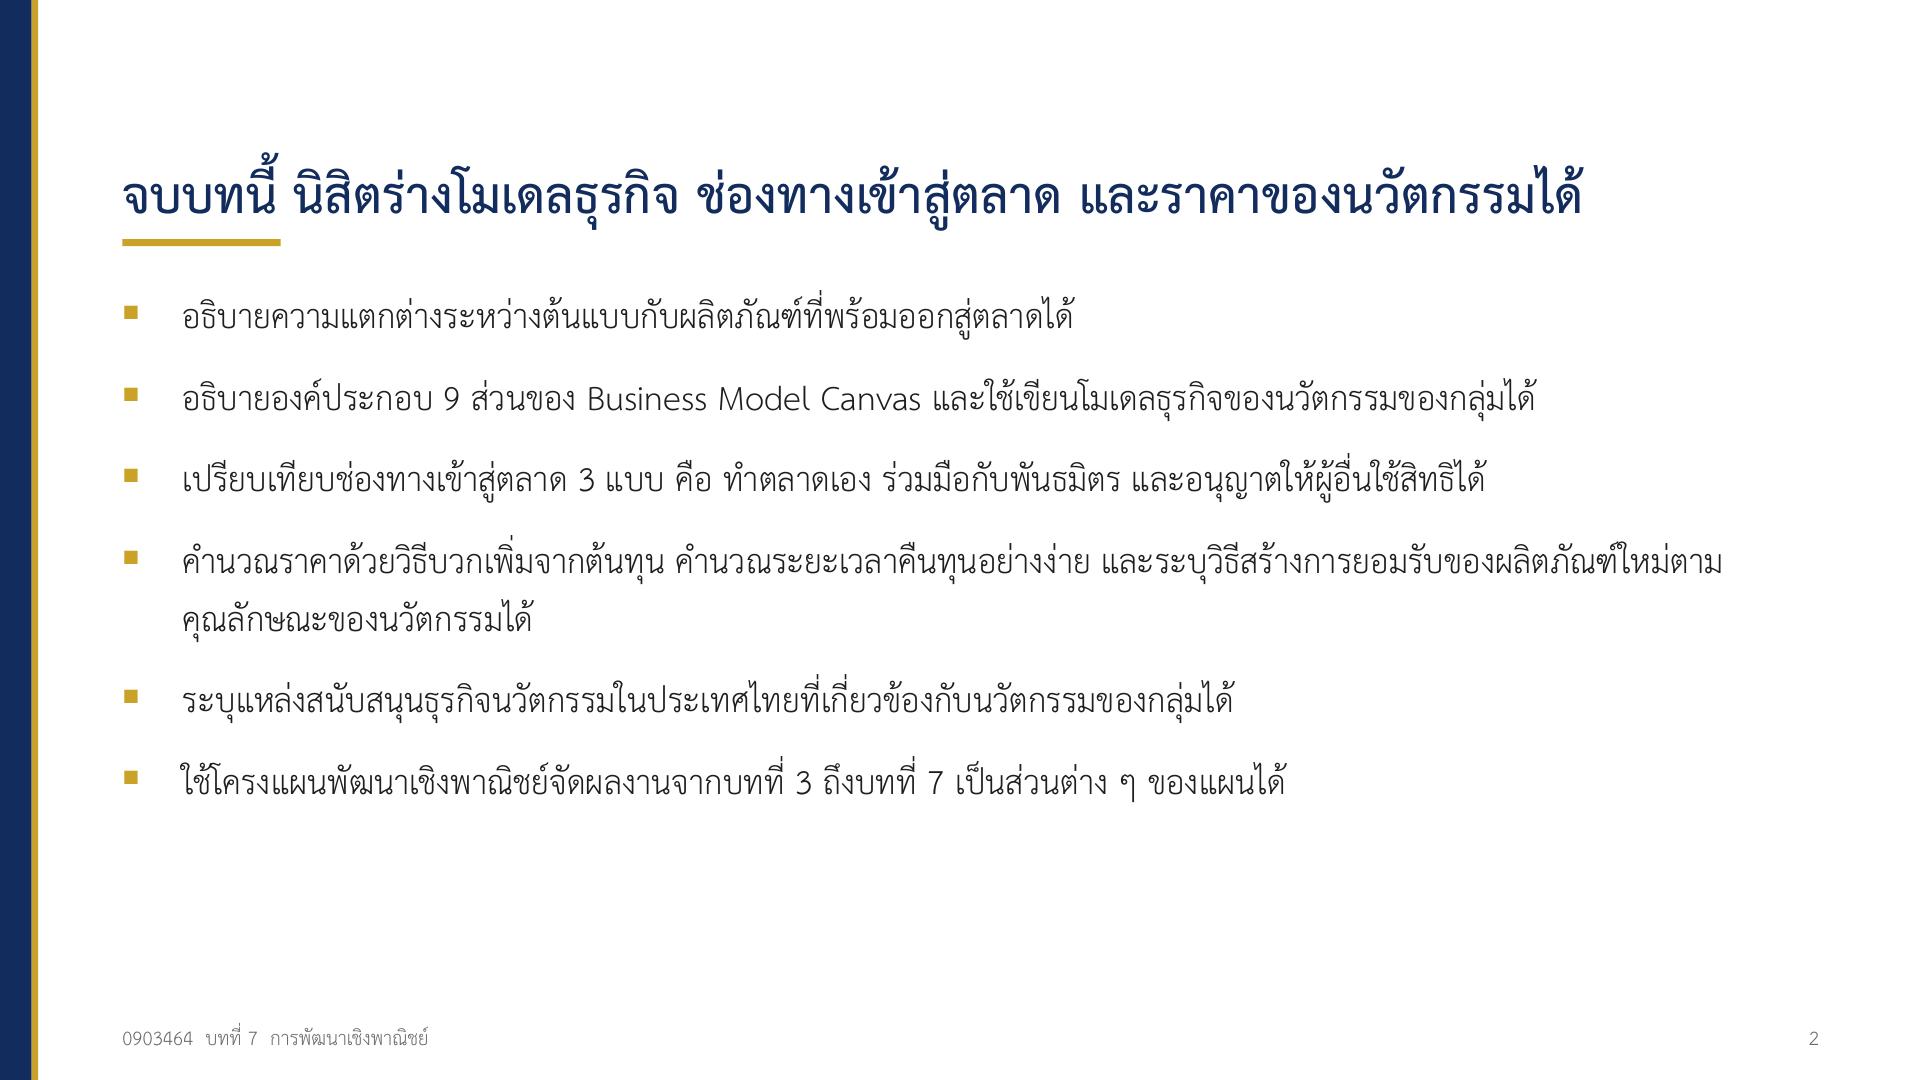 จบบทนี้ นิสิตร่างโมเดลธุรกิจ ช่องทางเข้าสู่ตลาด และราคาของนวัตกรรมได้
อธิบายความแตกต่างระหว่างต้นแบบกับผลิตภัณฑ์ที่พร้อมออกสู่ตลาดได้
อธิบายองค์ประกอบ 9 ส่วนของ Business Model Canvas และใช้เขียนโมเดลธุรกิจของนวัตกรรมของกลุ่มได้
เปรียบเทียบช่องทางเข้าสู่ตลาด 3 แบบ คือ ทำตลาดเอง ร่วมมือกับพันธมิตร และอนุญาตให้ผู้อื่นใช้สิทธิได้
คำนวณราคาด้วยวิธีบวกเพิ่มจากต้นทุน คำนวณระยะเวลาคืนทุนอย่างง่าย และระบุวิธีสร้างการยอมรับของผลิตภัณฑ์ใหม่ตาม
คุณลักษณะของนวัตกรรมได้
ระบุแหล่งสนับสนุนธุรกิจนวัตกรรมในประเทศไทยที่เกี่ยวข้องกับนวัตกรรมของกลุ่มได้
ใช้โครงแผนพัฒนาเชิงพาณิชย์จัดผลงานจากบทที่ 3 ถึงบทที่ 7 เป็นส่วนต่าง ๆ ของแผนได้
0903464 บทที่ 7 การพัฒนาเชิงพาณิชย์
2